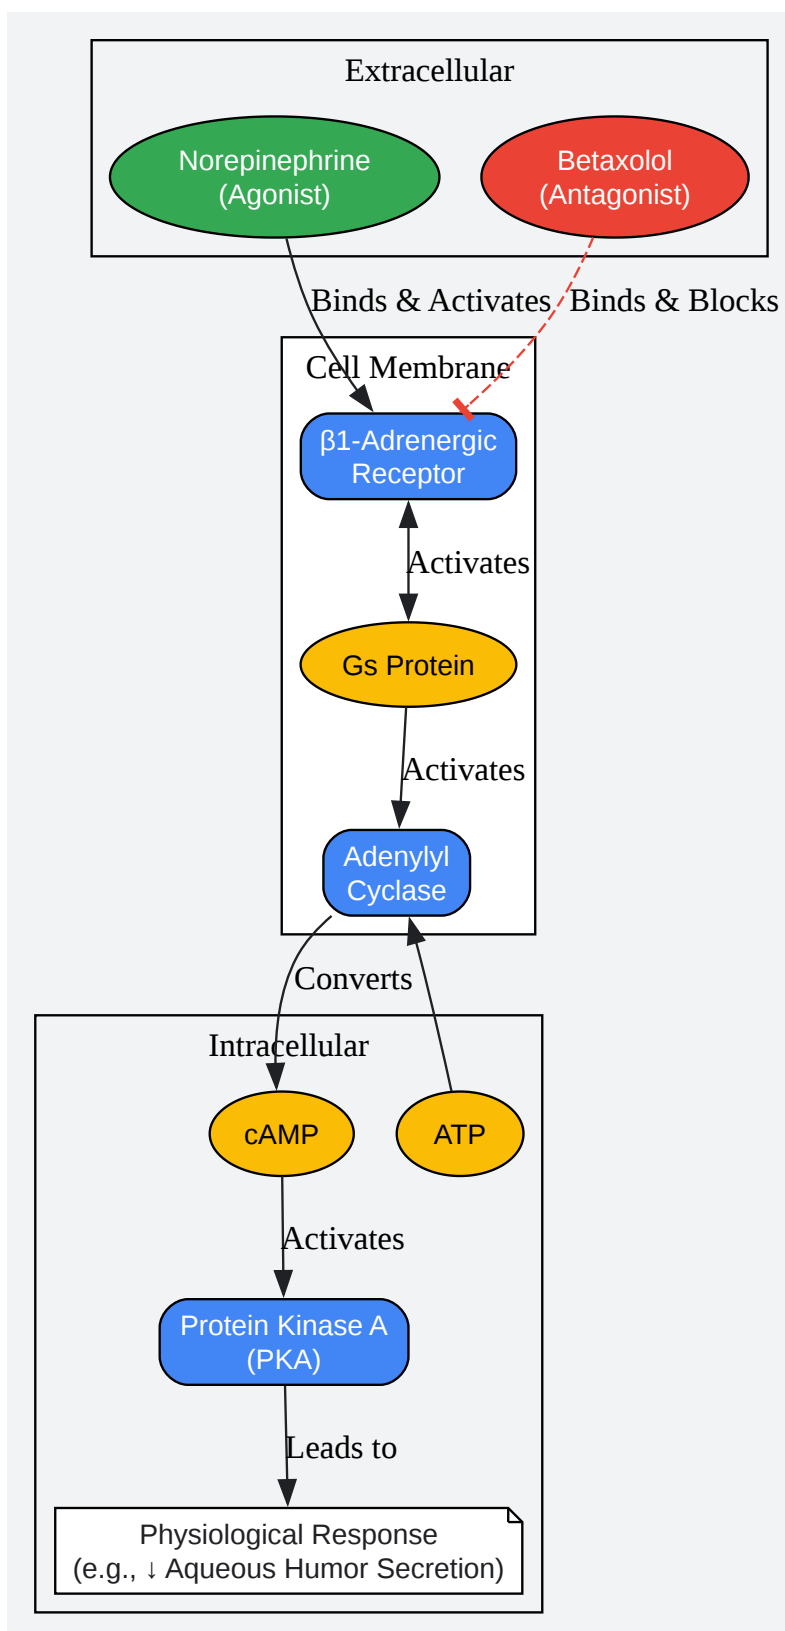 Extracellular
Norepinephrine
(Agonist)
Betaxolol
(Antagonist)
Binds & Activates
Binds & Blocks
Cell Membrane
β1-Adrenergic
Receptor
Activates
Gs Protein
Activates
Adenylyl
Cyclase
Converts
Intracellular
cAMP
ATP
Activates
Protein Kinase A
(PKA)
Leads to
Physiological Response
(e.g., ↓ Aqueous Humor Secretion)